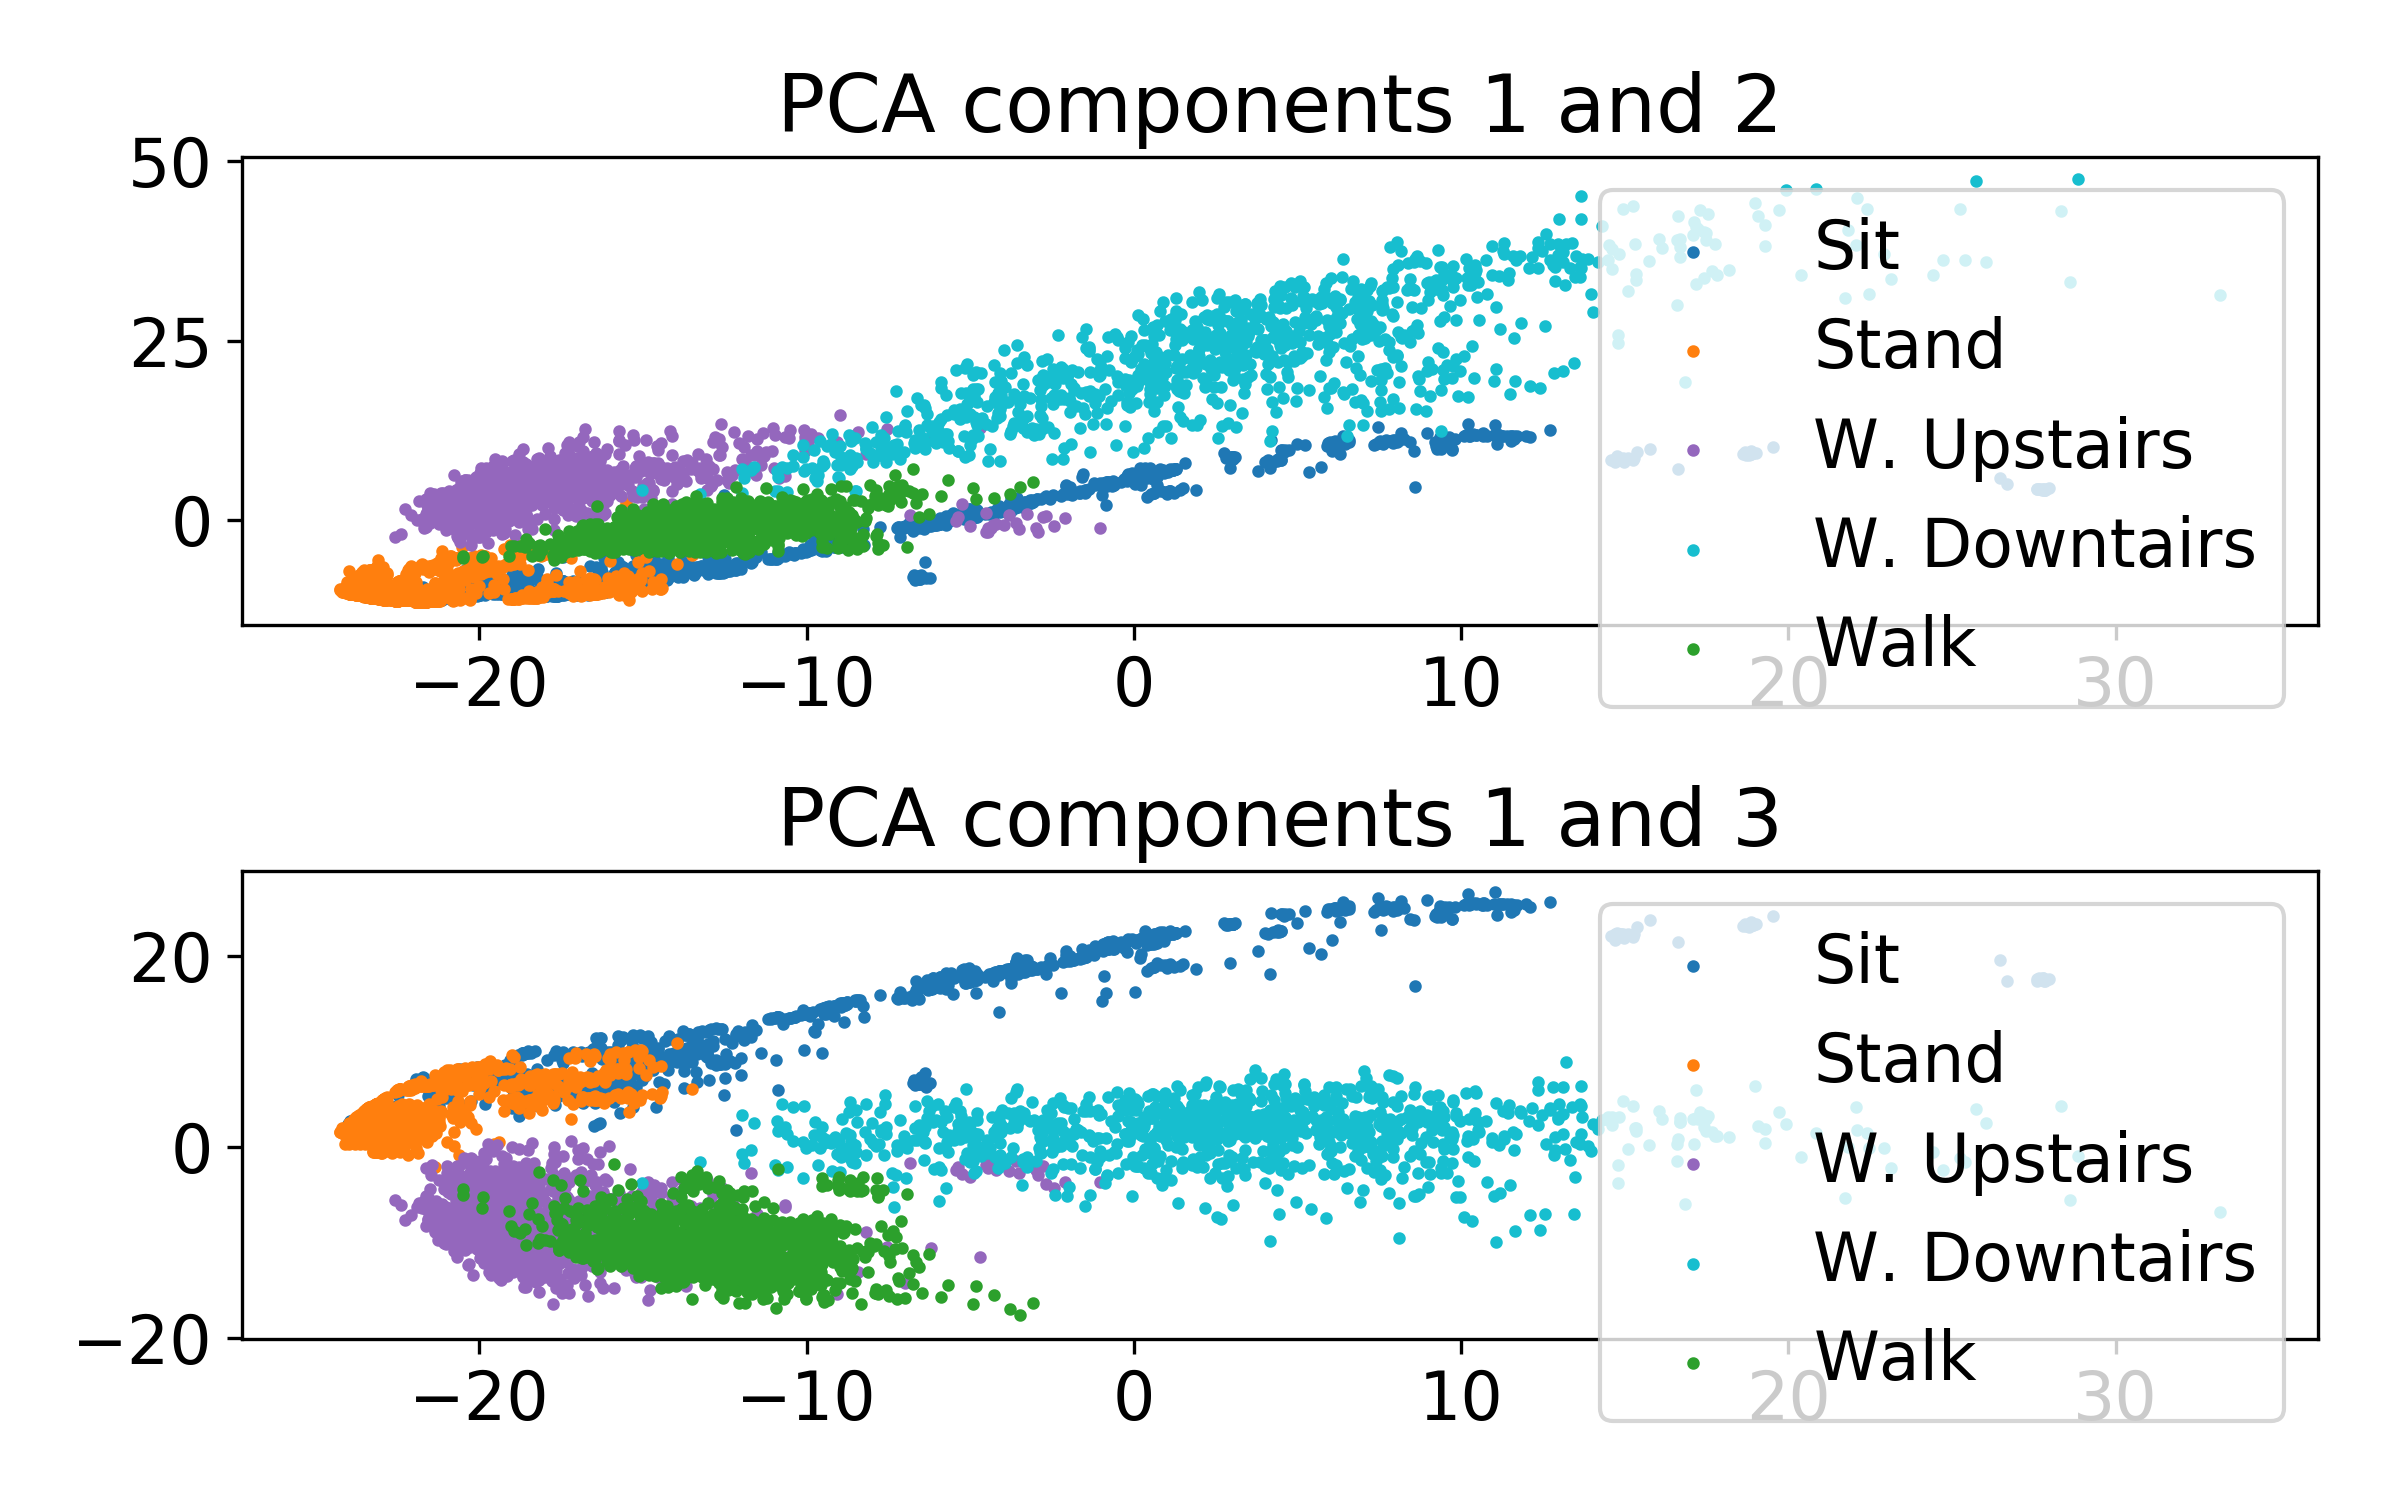 PCA components 1 and 2
50
25
0
−20
−10
0
10
20
30
Sit
Stand
W. Upstairs
W. Downtairs
Walk
PCA components 1 and 3
20
0
−20
−20
−10
0
10
20
30
Sit
Stand
W. Upstairs
W. Downtairs
Walk